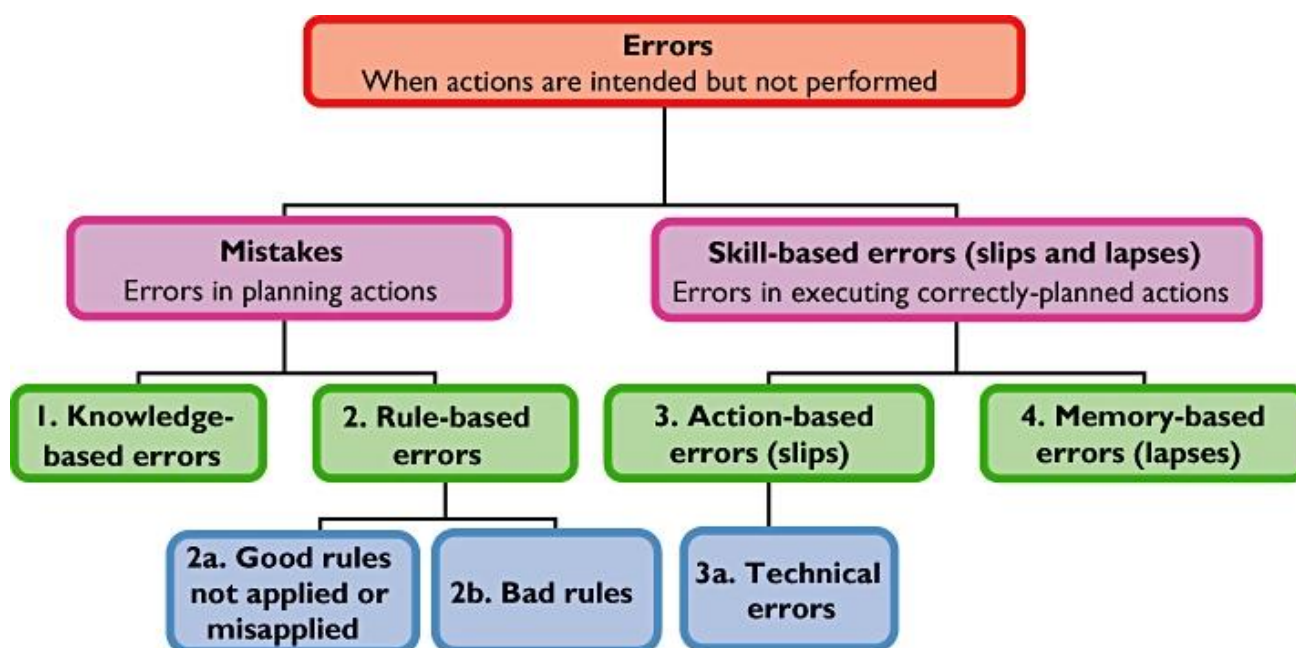 Errors
When actions are intended but not performed
Mistakes
Errors in planning actions
Skill-based errors (slips and lapses)
Errors in executing correctly-planned actions
1. Knowledge-
based errors
2. Rule-based
errors
3. Action-based
errors (slips)
4. Memory-based
errors (lapses)
2a. Good rules
not applied or
misapplied
2b. Bad rules
3a. Technical
errors